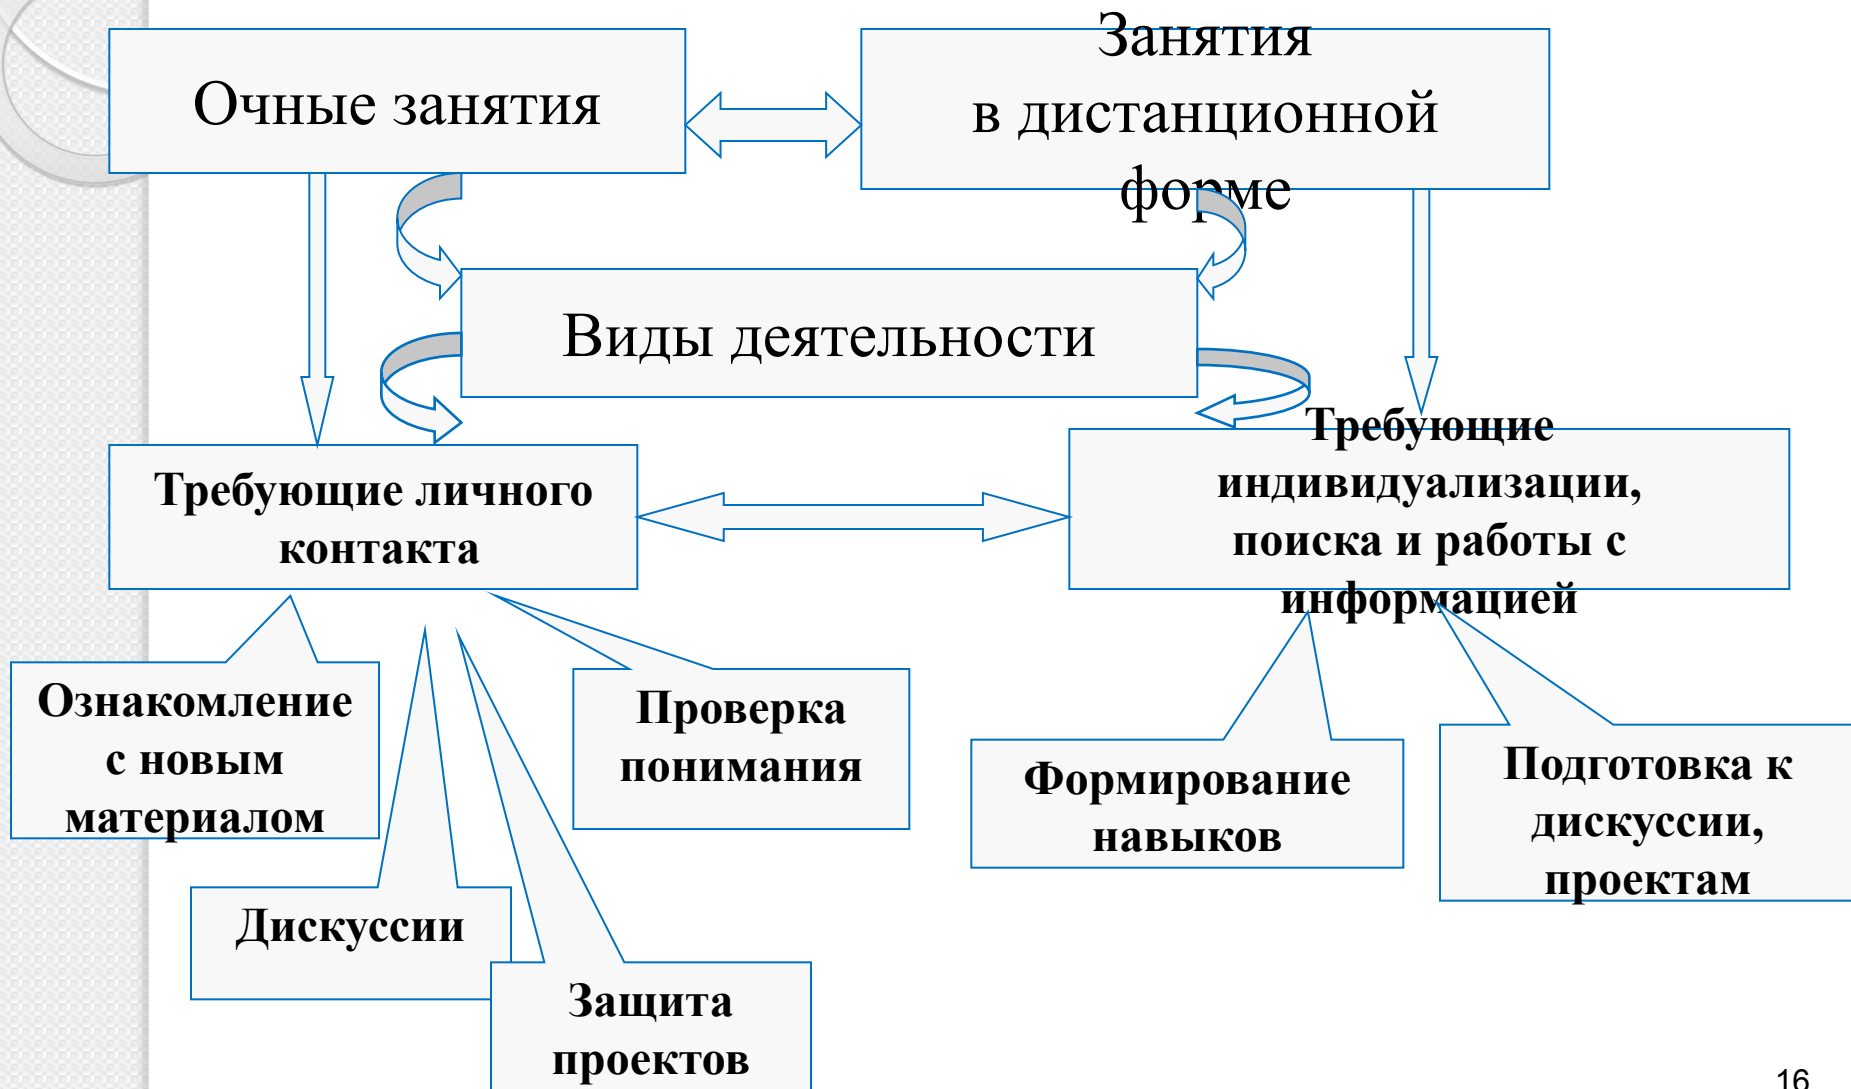 Очные занятия
Занятия
в дистанционной
форме
Виды деятельности
Требующие личного
контакта
Требующие
индивидуализации,
поиска и работы с
информацией
Ознакомление
с новым
материалом
Проверка
понимания
Формирование
навыков
Подготовка к
дискуссии,
проектам
Дискуссии
Защита
проектов
16